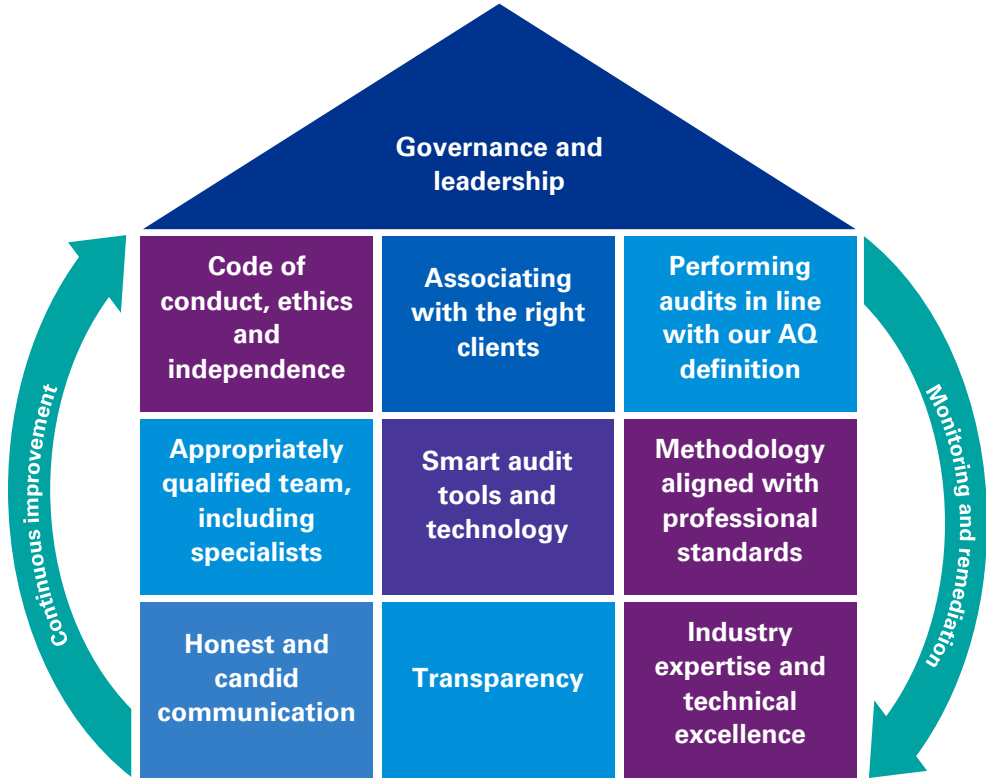 Governance and
leadership
Code of
conduct, ethics
and
independence
Associating
with the right
clients
Performing
audits in line
with our AQ
definition
Appropriately
qualified team,
including
specialists
Smart audit
tools and
technology
Methodology
aligned with
professional
standards
Honest and
candid
communication
Transparency
Industry
expertise and
technical
excellence
Continuous improvement
Monitoring and remediation